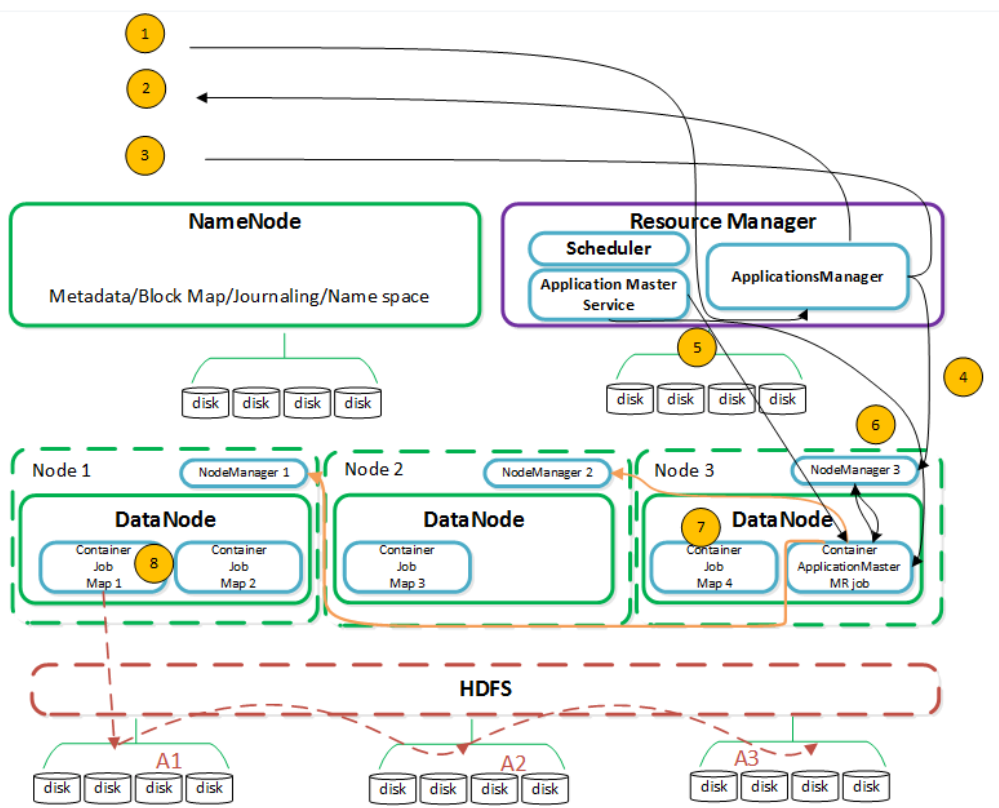 1
2
3
NameNode
Metadata/Block Map/Journaling/Name space
Resource Manager
Scheduler
Application Master
Service
ApplicationsManager
5
4
disk disk disk disk
disk disk disk disk
6
Node 1
NodeManager 1
Node 2
NodeManager 2
Node 3
NodeManager 3
DataNode
Container
Job
Map 1
8
Container
Job
Map 2
DataNode
Container
Job
Map 3
7
DataNode
Container
Job
Map 4
Container
ApplicationMaster
MR job
HDFS
A1
disk disk disk disk
A2
disk disk disk disk
A3
disk disk disk disk